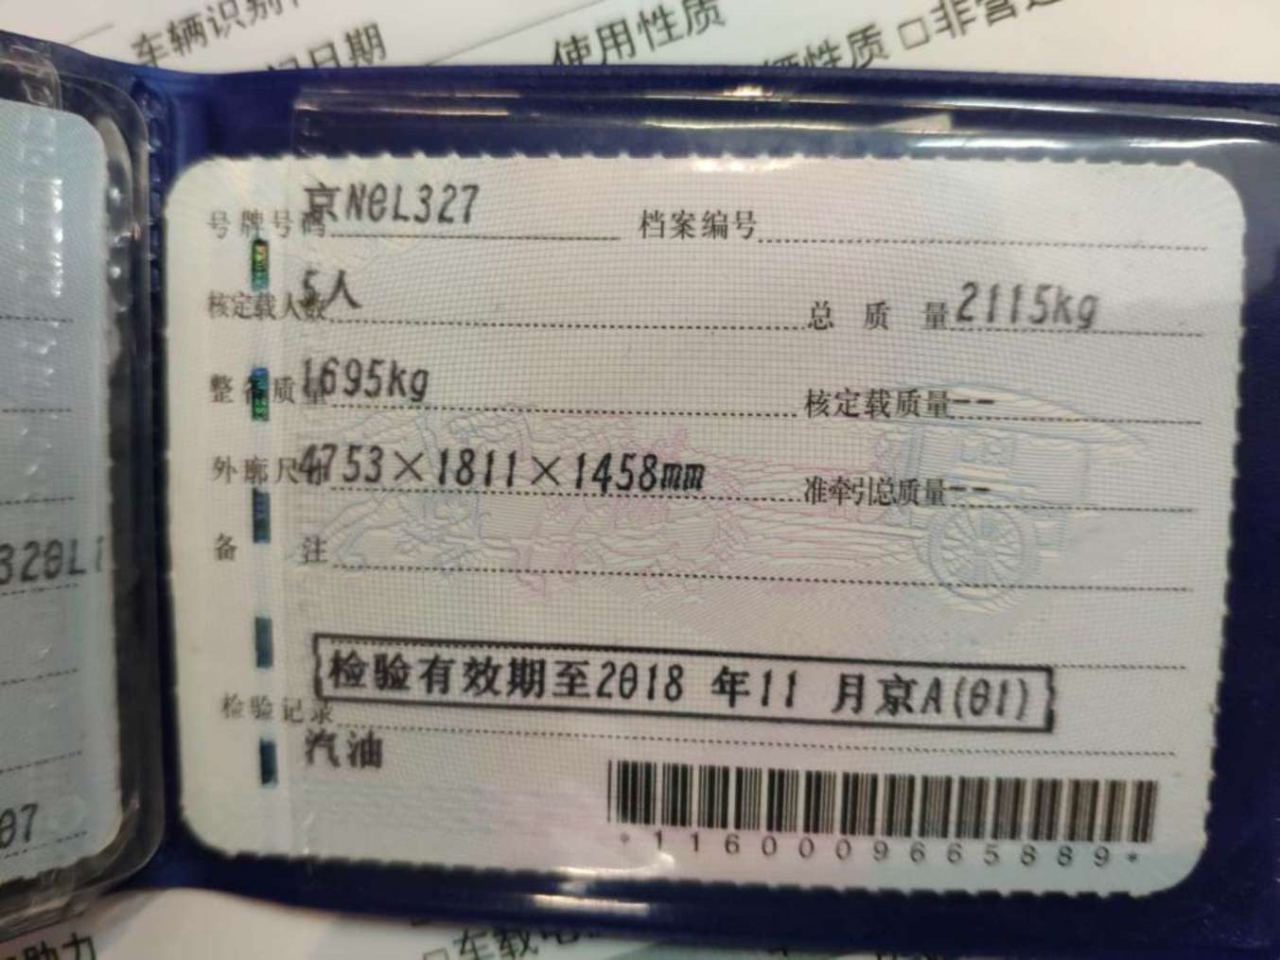 车辆识别
日期
使用性质
性质 □非营运
号牌号码 京N0L327 档案编号
核定载人数 5人 总质量 2115kg
整备质量 1695kg 核定载质量 --
外廓尺寸 4753×1811×1458mm 准牵引总质量 --
备注
320Li
检验有效期至2018 年11 月京A(01)
检验记录
汽油
07
*1160009665889*
助力
□车载电